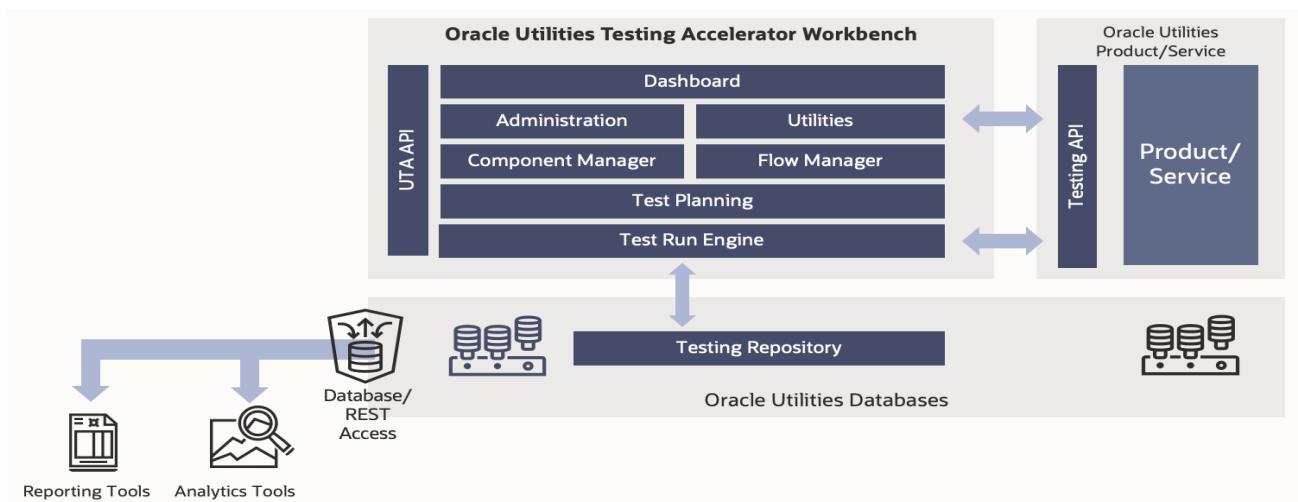 Oracle Utilities Testing Accelerator Workbench
UTA API
Dashboard
Administration
Utilities
Component Manager
Flow Manager
Test Planning
Test Run Engine
Oracle Utilities
Product/Service
Testing API
Product/
Service
Testing Repository
Oracle Utilities Databases
Database/
REST
Access
Reporting Tools
Analytics Tools